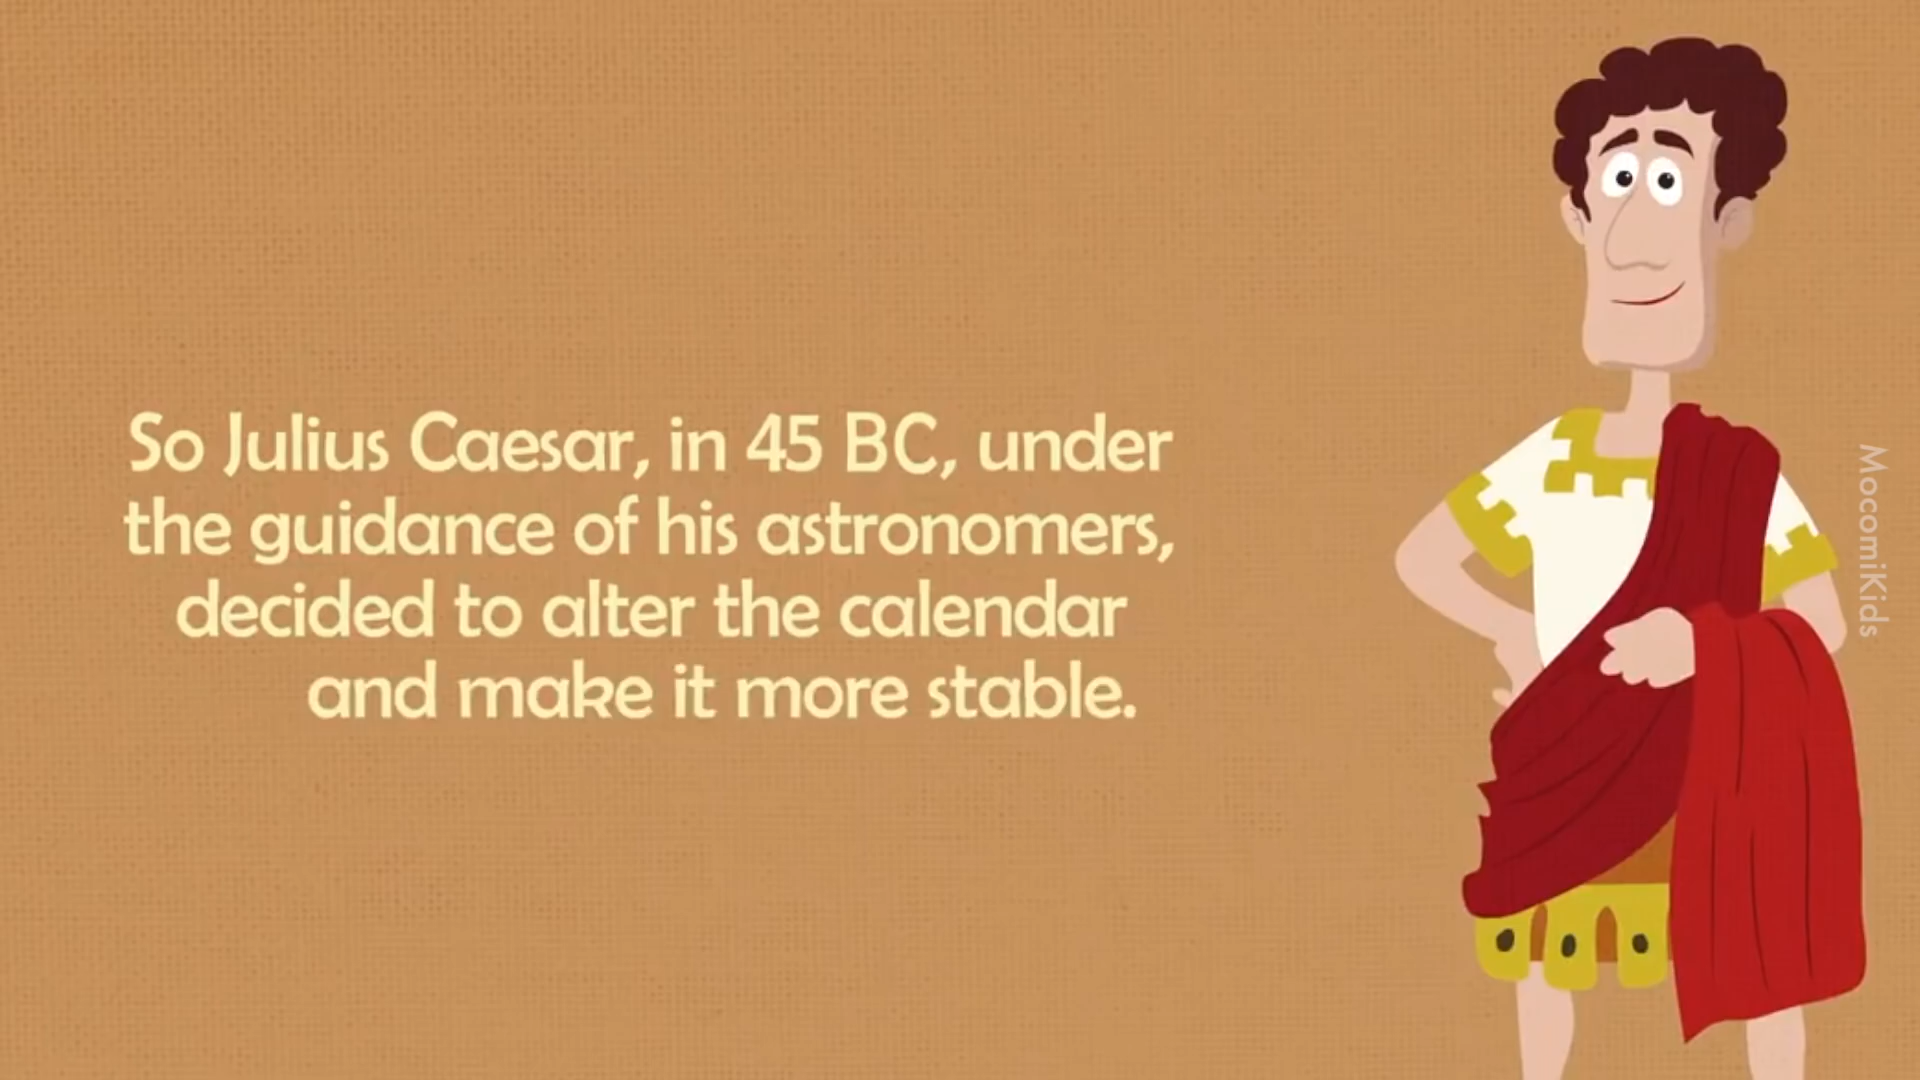 So Julius Caesar, in 45 BC, under
the guidance of his astronomers,
decided to alter the calendar
and make it more stable.
MocomiKids